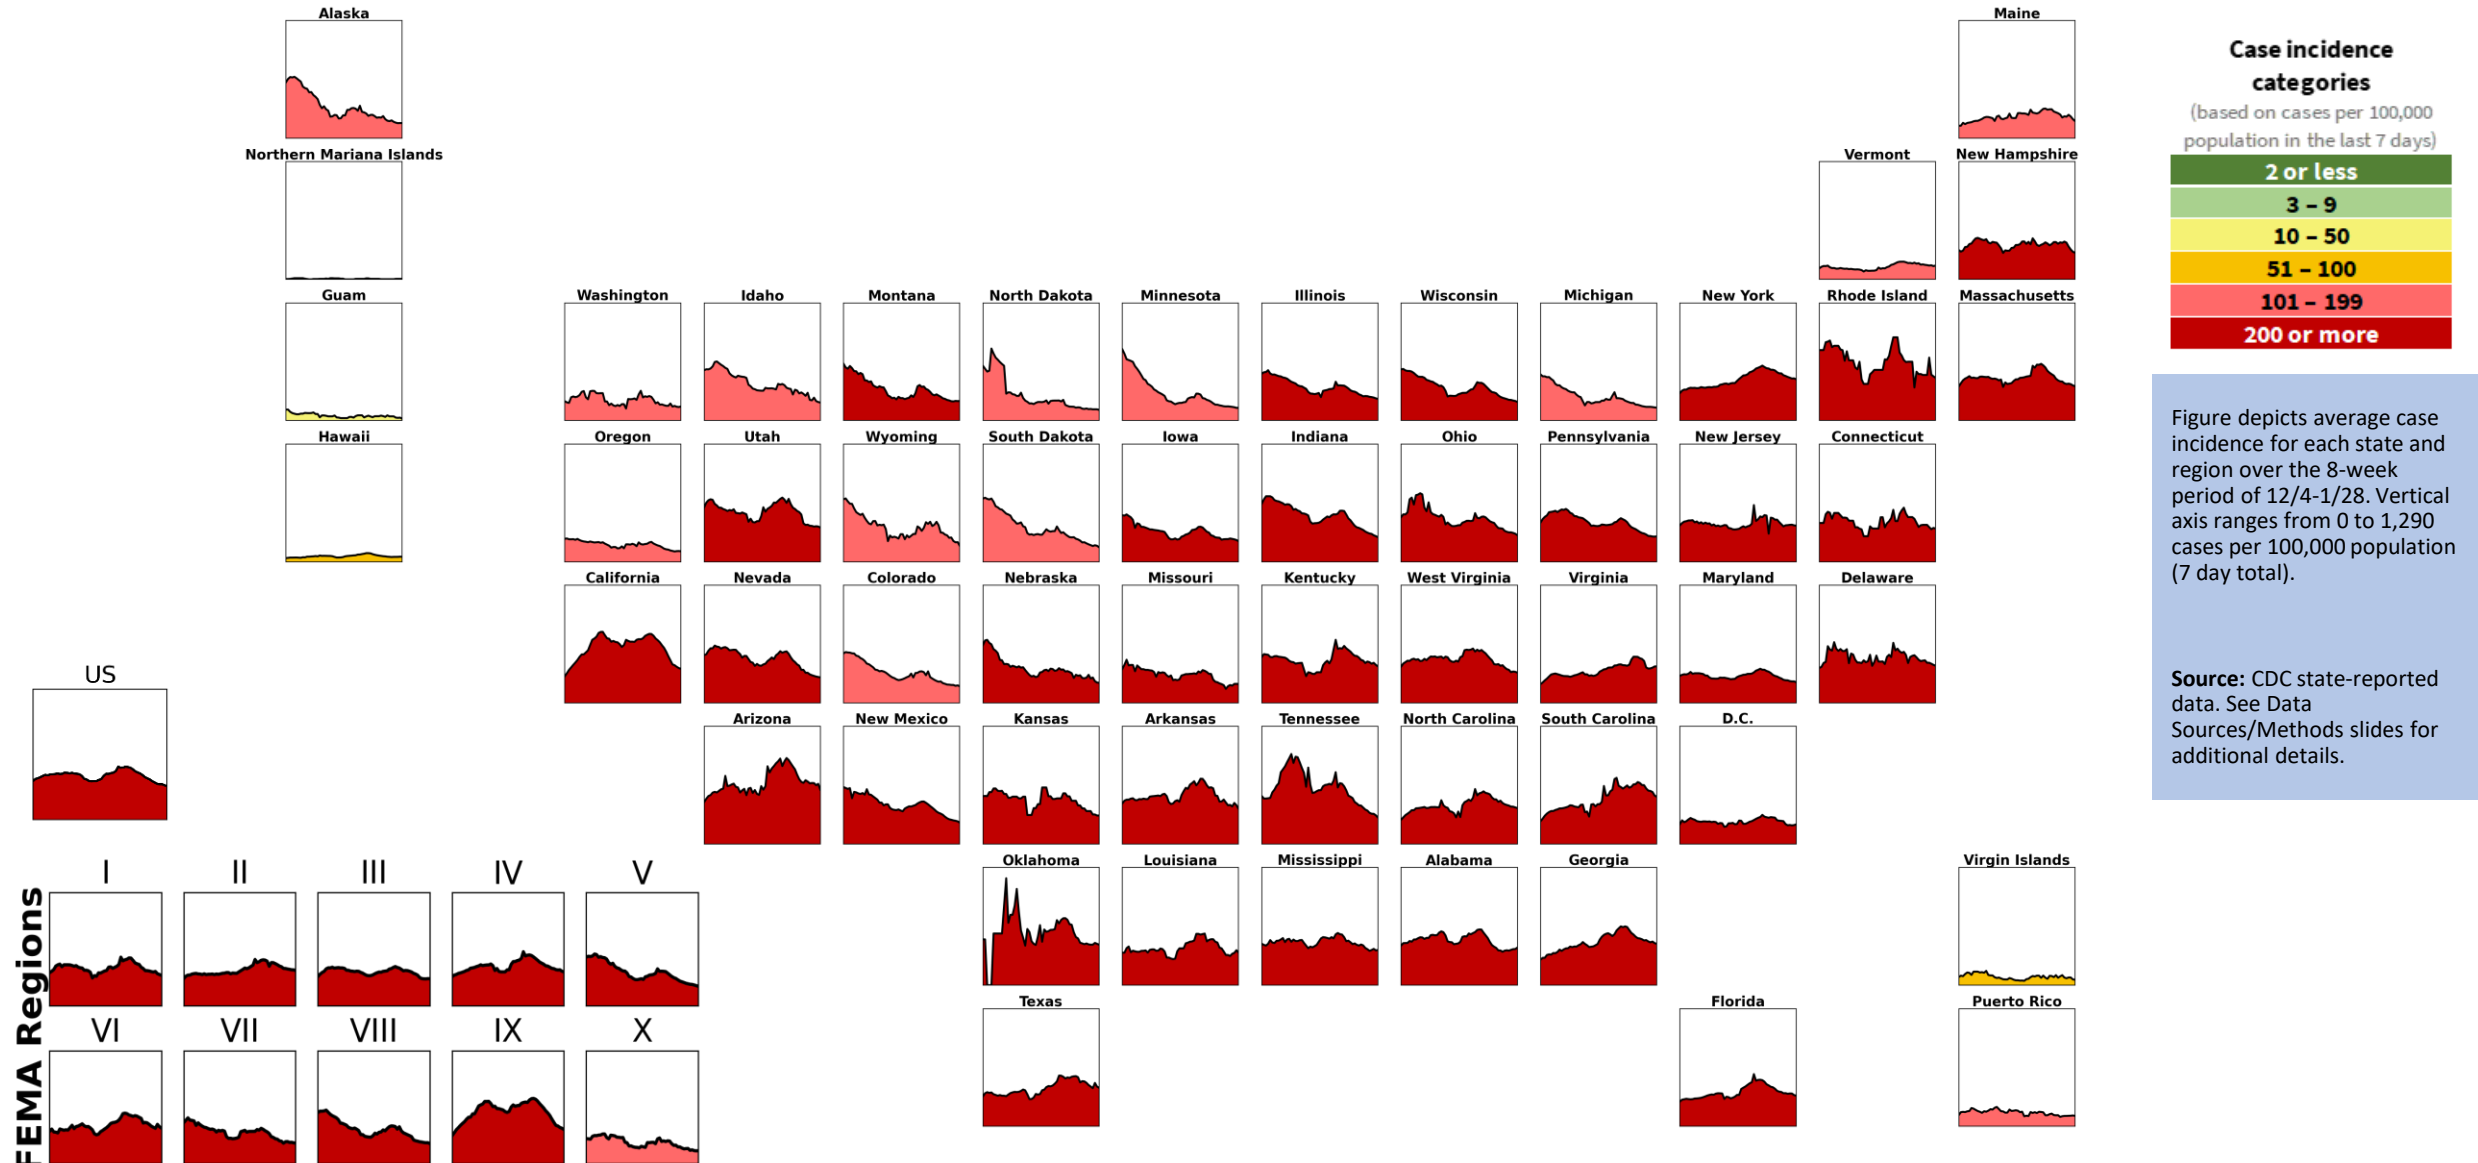 Alaska
Maine
Northern Mariana Islands
Vermont
New Hampshire
Guam
Washington
Idaho
Montana
North Dakota
Minnesota
Illinois
Wisconsin
Michigan
New York
Rhode Island
Massachusetts
Hawaii
Oregon
Utah
Wyoming
South Dakota
Iowa
Indiana
Ohio
Pennsylvania
New Jersey
Connecticut
California
Nevada
Colorado
Nebraska
Missouri
Kentucky
West Virginia
Virginia
Maryland
Delaware
US
Arizona
New Mexico
Kansas
Arkansas
Tennessee
North Carolina
South Carolina
D.C.
Oklahoma
Louisiana
Mississippi
Alabama
Georgia
Virgin Islands
Texas
Florida
Puerto Rico
FEMA Regions
I
II
III
IV
V
VI
VII
VIII
IX
X
Case incidence
categories
(based on cases per 100,000
population in the last 7 days)
2 or less
3 – 9
10 – 50
51 – 100
101 – 199
200 or more
Figure depicts average case
incidence for each state and
region over the 8-week
period of 12/4-1/28. Vertical
axis ranges from 0 to 1,290
cases per 100,000 population
(7 day total).
Source: CDC state-reported
data. See Data
Sources/Methods slides for
additional details.